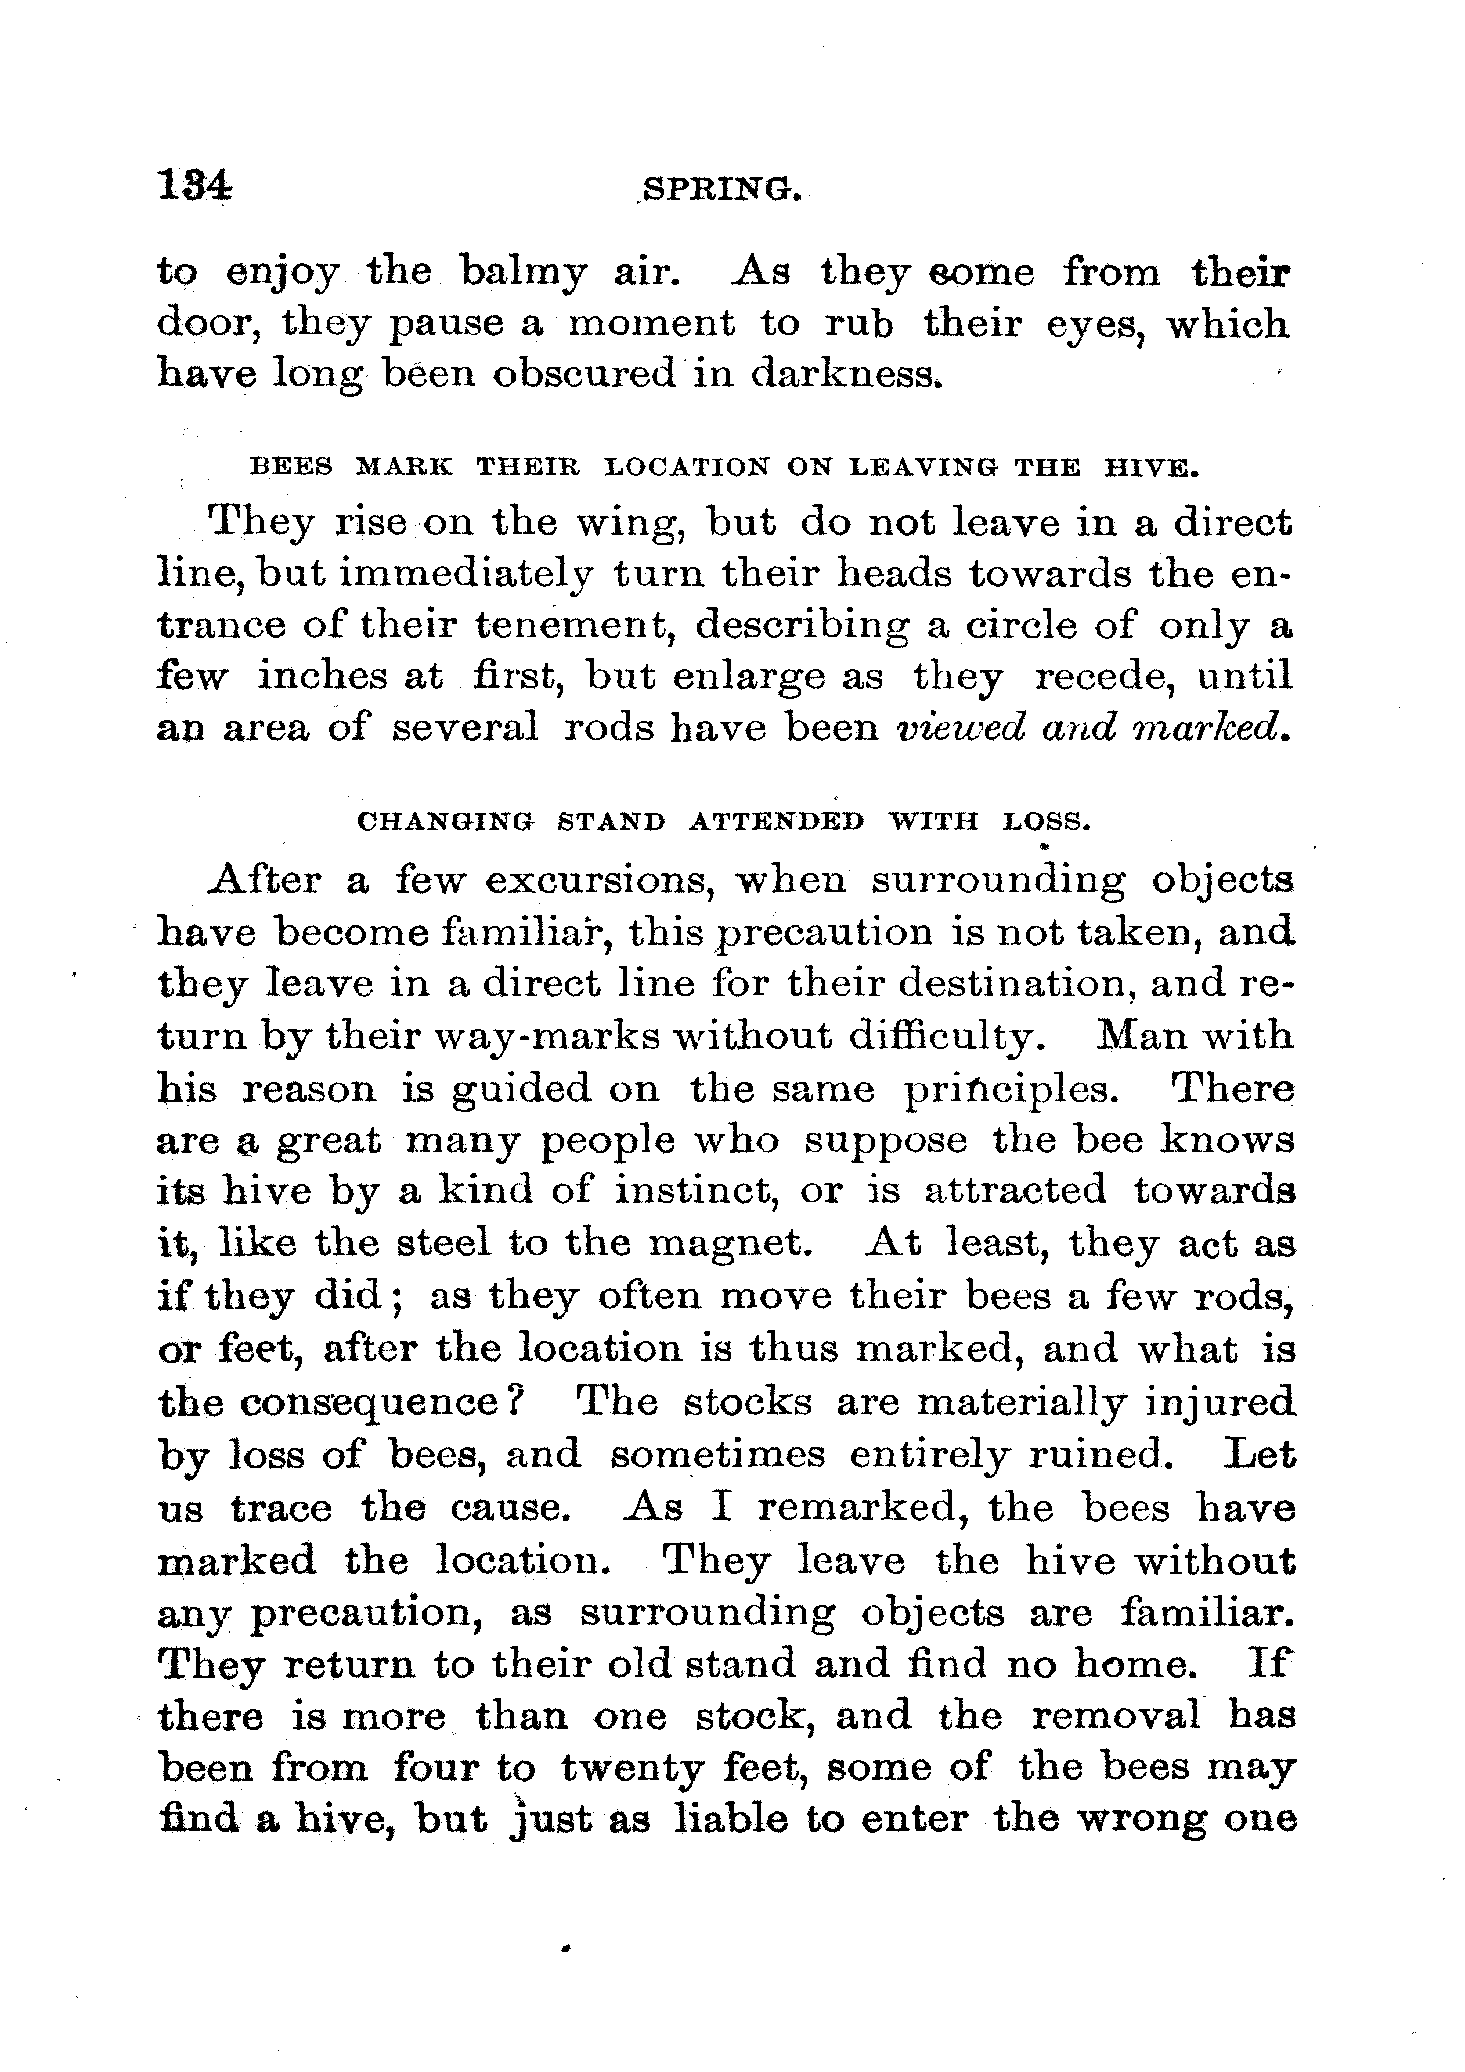 134 SPRING.
to enjoy the balmy air. As they come from their
door, they pause a moment to rub their eyes, which
have long been obscured in darkness.
BEES MARK THEIR LOCATION ON LEAVING THE HIVE.
They rise on the wing, but do not leave in a direct
line, but immediately turn their heads towards the en-
trance of their tenement, describing a circle of only a
few inches at first, but enlarge as they recede, until
an area of several rods have been viewed and marked.
CHANGING STAND ATTENDED WITH LOSS.
After a few excursions, when surrounding objects
have become familiar, this precaution is not taken, and
they leave in a direct line for their destination, and re-
turn by their way-marks without difficulty. Man with
his reason is guided on the same principles. There
are a great many people who suppose the bee knows
its hive by a kind of instinct, or is attracted towards
it, like the steel to the magnet. At least, they act as
if they did; as they often move their bees a few rods,
or feet, after the location is thus marked, and what is
the consequence? The stocks are materially injured
by loss of bees, and sometimes entirely ruined. Let
us trace the cause. As I remarked, the bees have
marked the location. They leave the hive without
any precaution, as surrounding objects are familiar.
They return to their old stand and find no home. If
there is more than one stock, and the removal has
been from four to twenty feet, some of the bees may
find a hive, but just as liable to enter the wrong one